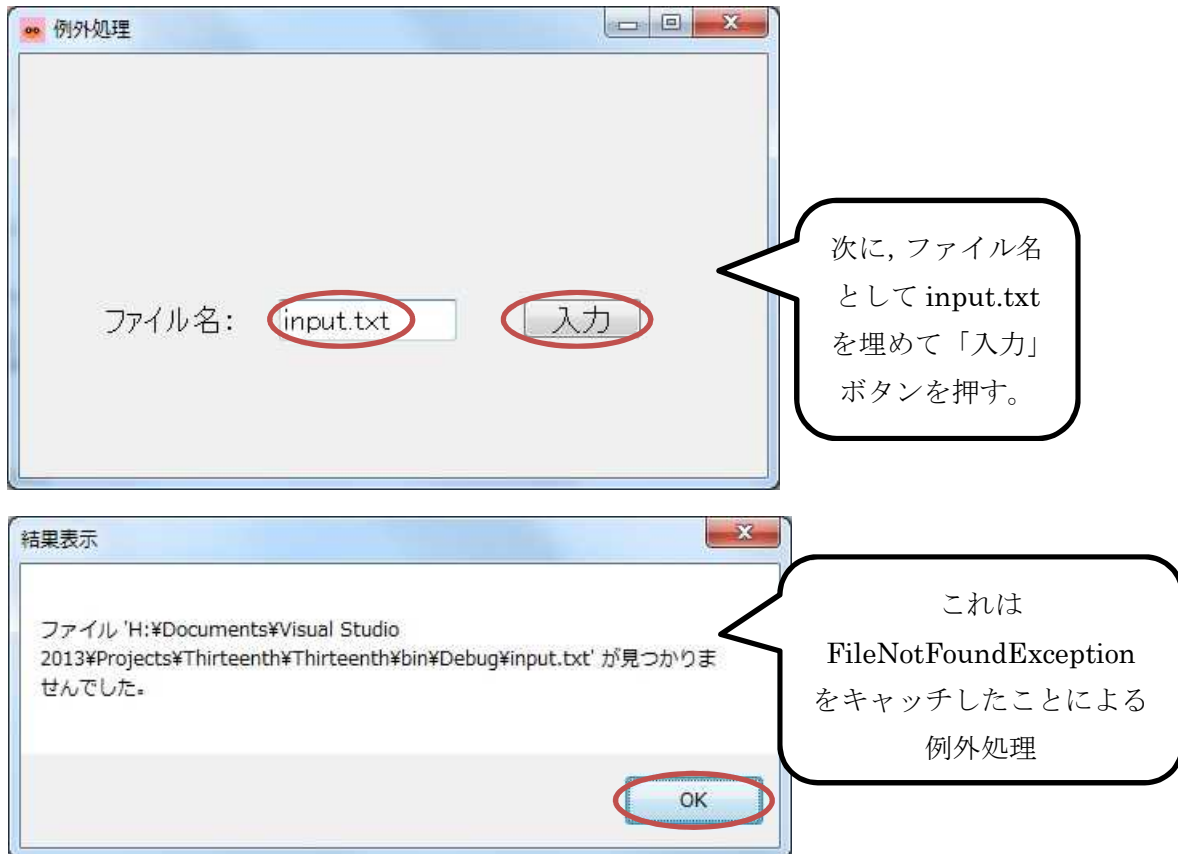 例外処理
ファイル名:
input.txt
入力
次に,ファイル名
として input.txt
を埋めて「入力」
ボタンを押す。
結果表示
ファイル 'H:¥Documents¥Visual Studio
2013¥Projects¥Thirteenth¥Thirteenth¥bin¥Debug¥input.txt' が見つかりま
せんでした。
OK
これは
FileNotFoundException
をキャッチしたことによる
例外処理